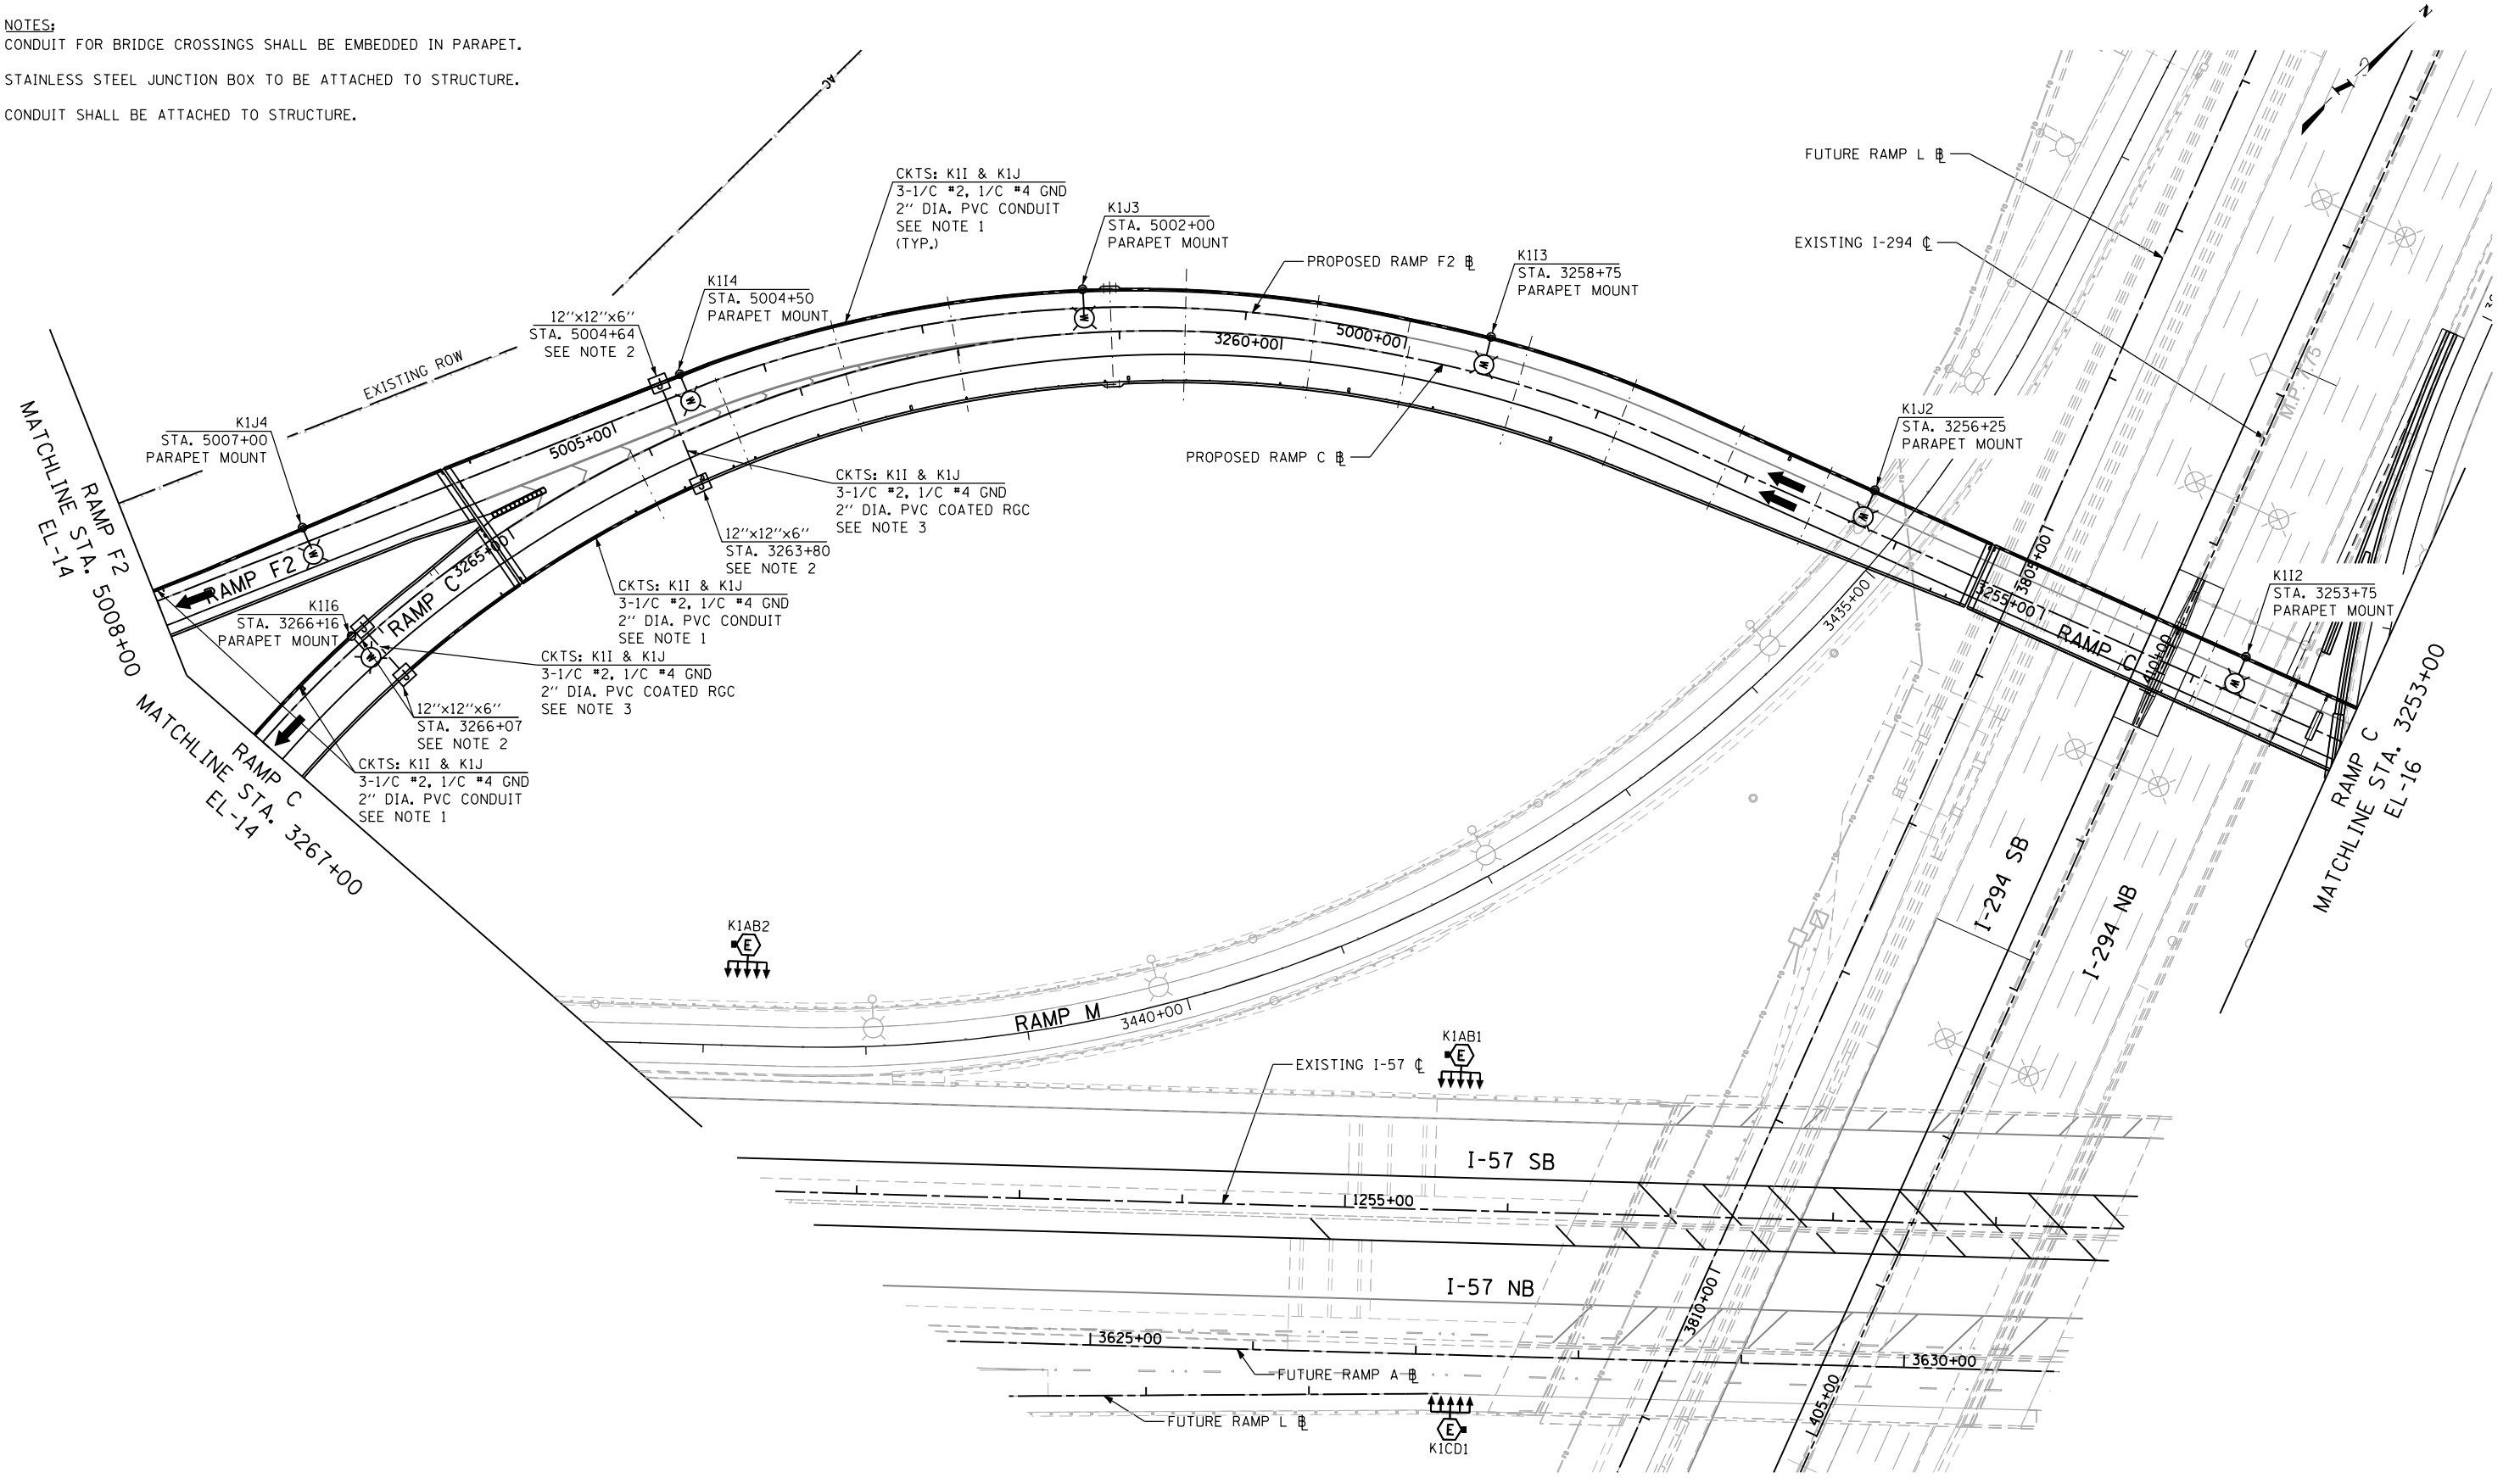 NOTES:
CONDUIT FOR BRIDGE CROSSINGS SHALL BE EMBEDDED IN PARAPET.
STAINLESS STEEL JUNCTION BOX TO BE ATTACHED TO STRUCTURE.
CONDUIT SHALL BE ATTACHED TO STRUCTURE.
N
AC
FUTURE RAMP L ℄
EXISTING I-294 ℄
M.P. 7.75
CKTS: K1I & K1J
3-1/C #2, 1/C #4 GND
2" DIA. PVC CONDUIT
SEE NOTE 1
(TYP.)
K1J3
STA. 5002+00
PARAPET MOUNT
PROPOSED RAMP F2 ℄
K1I3
STA. 3258+75
PARAPET MOUNT
K1I4
STA. 5004+50
PARAPET MOUNT
12"x12"x6"
STA. 5004+64
SEE NOTE 2
EXISTING ROW
3260+00
5000+00
PROPOSED RAMP C ℄
K1J4
STA. 5007+00
PARAPET MOUNT
5005+00
K1J2
STA. 3256+25
PARAPET MOUNT
CKTS: K1I & K1J
3-1/C #2, 1/C #4 GND
2" DIA. PVC COATED RGC
SEE NOTE 3
12"x12"x6"
STA. 3263+80
SEE NOTE 2
RAMP F2
MATCHLINE STA. 5008+00
EL-14
RAMP F2
RAMP C
3265+00
CKTS: K1I & K1J
3-1/C #2, 1/C #4 GND
2" DIA. PVC CONDUIT
SEE NOTE 1
K1I6
STA. 3266+16
PARAPET MOUNT
CKTS: K1I & K1J
3-1/C #2, 1/C #4 GND
2" DIA. PVC COATED RGC
SEE NOTE 3
12"x12"x6"
STA. 3266+07
SEE NOTE 2
CKTS: K1I & K1J
3-1/C #2, 1/C #4 GND
2" DIA. PVC CONDUIT
SEE NOTE 1
RAMP C
MATCHLINE STA. 3267+00
EL-14
3435+00
3805+00
3255+00
RAMP C
410+00
K1I2
STA. 3253+75
PARAPET MOUNT
RAMP C
MATCHLINE STA. 3253+00
EL-16
I-294 SB
I-294 NB
K1AB2
E
RAMP M
3440+00
K1AB1
E
EXISTING I-57 ℄
I-57 SB
1255+00
I-57 NB
3625+00
3810+00
3630+00
FUTURE RAMP A ℄
FUTURE RAMP L ℄
405+00
E
K1CD1